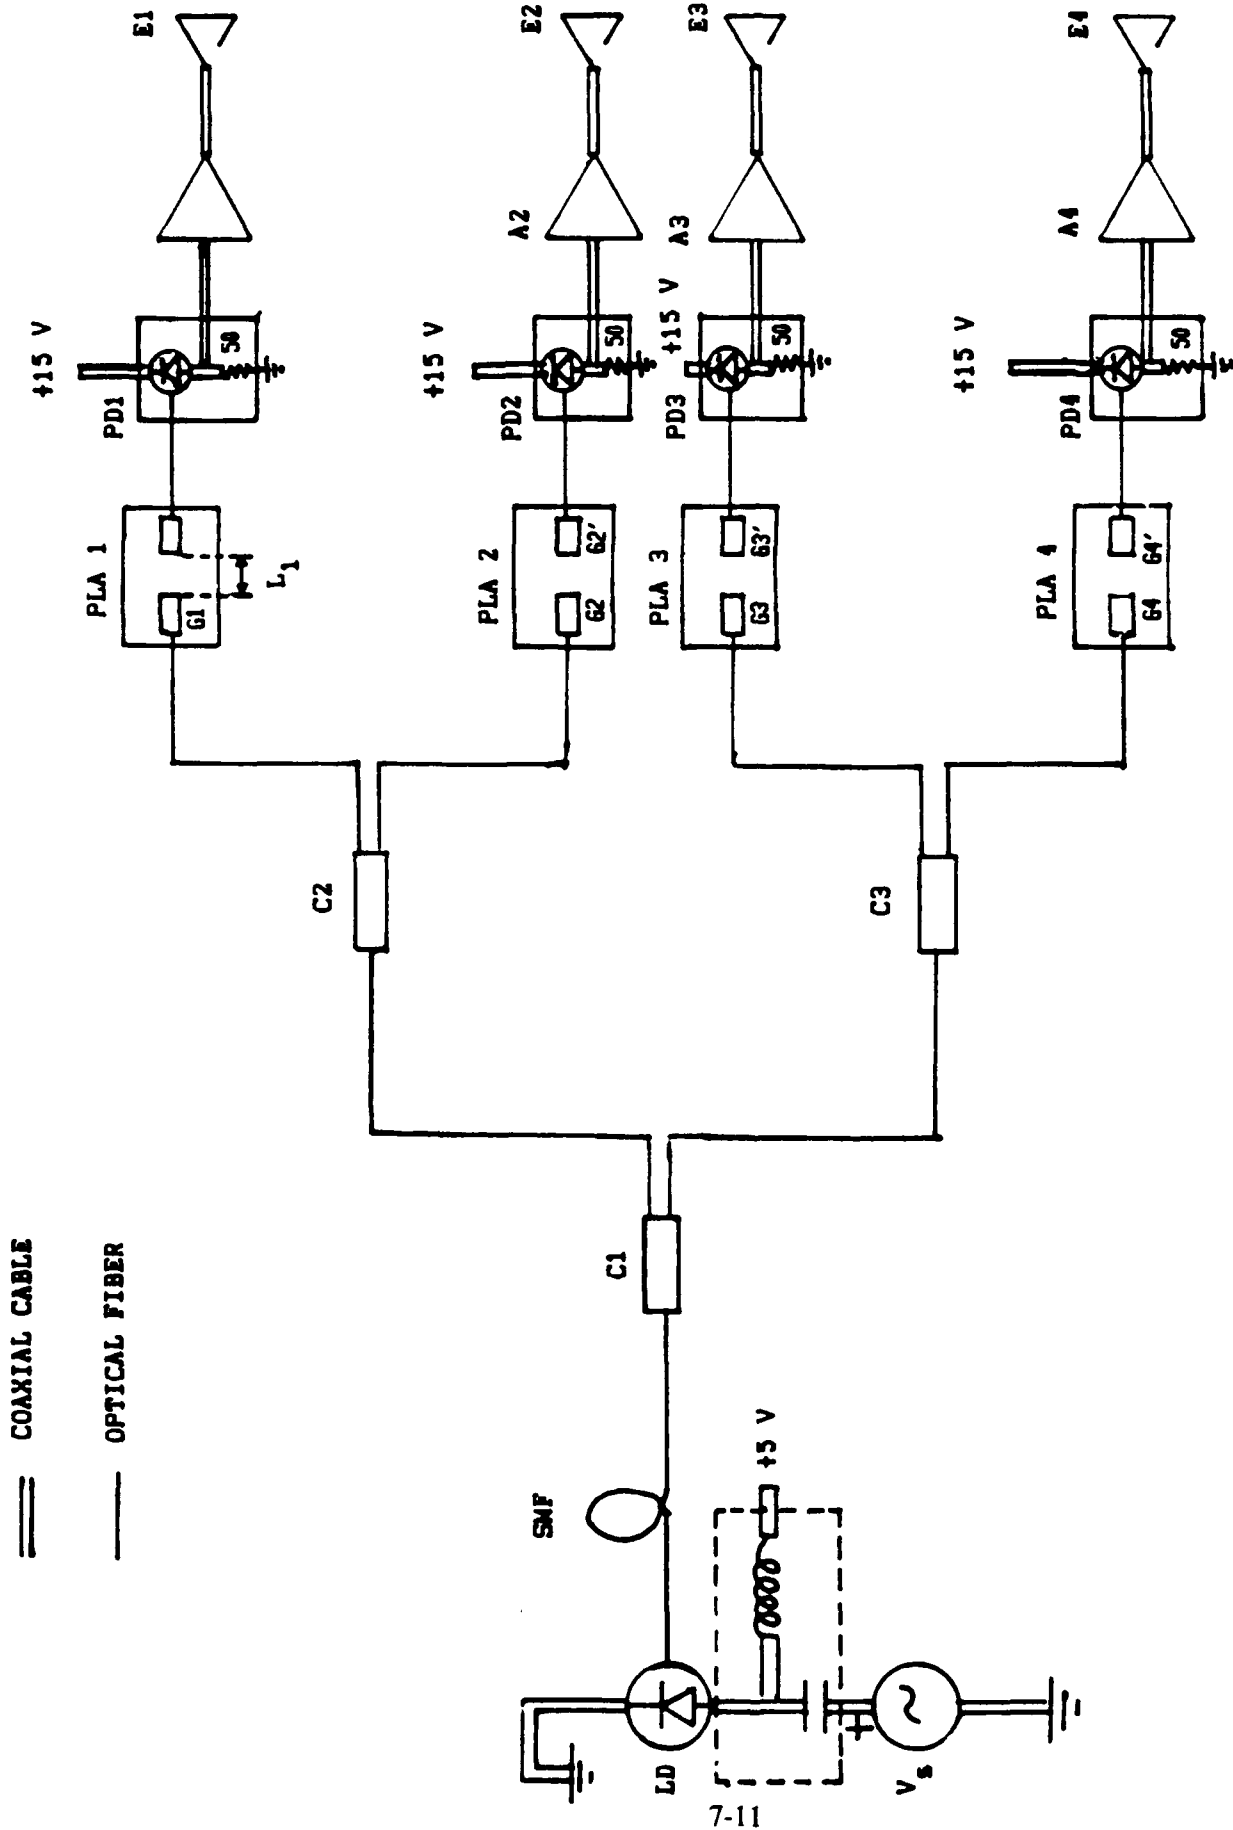 E1
E2
E3
E4
A2
A3
A4
+15 V
+15 V
+15 V
+15 V
PD1
50
PD2
50
PD3
50
PD4
50
PLA 1
G1
L1
PLA 2
G2
G2'
PLA 3
G3
G3'
PLA 4
G4
G4'
C2
C3
C1
COAXIAL CABLE
OPTICAL FIBER
SMF
+5 V
LD
+
Vs
7-11